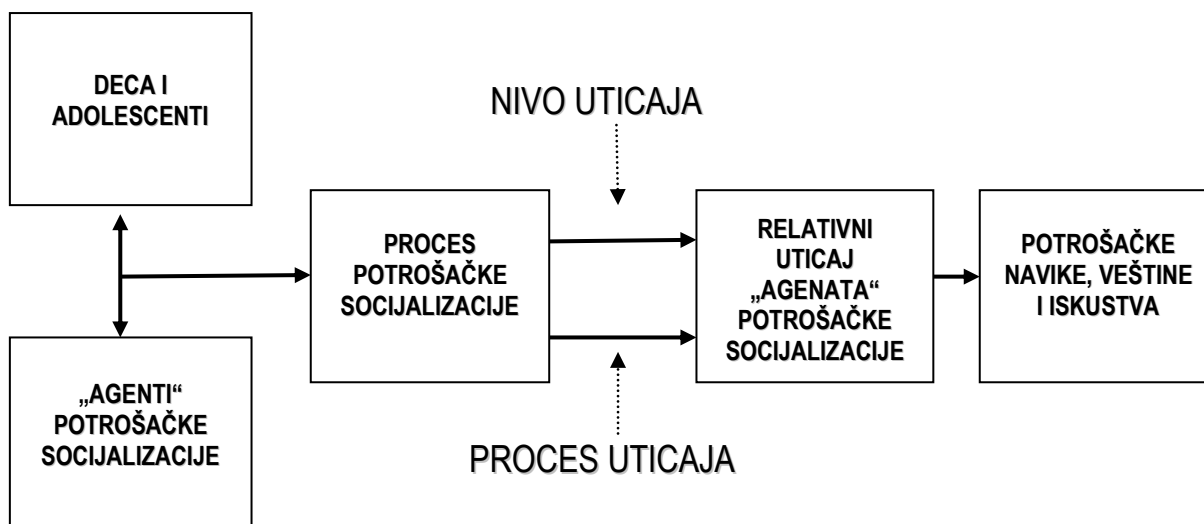 DECA I
ADOLESCENTI
NIVO UTICAJA
PROCES
POTROŠAČKE
SOCIJALIZACIJE
RELATIVNI
UTICAJ
„AGENATA“
POTROŠAČKE
SOCIJALIZACIJE
POTROŠAČKE
NAVIKE, VEŠTINE
I ISKUSTVA
„AGENTI“
POTROŠAČKE
SOCIJALIZACIJE
PROCES UTICAJA